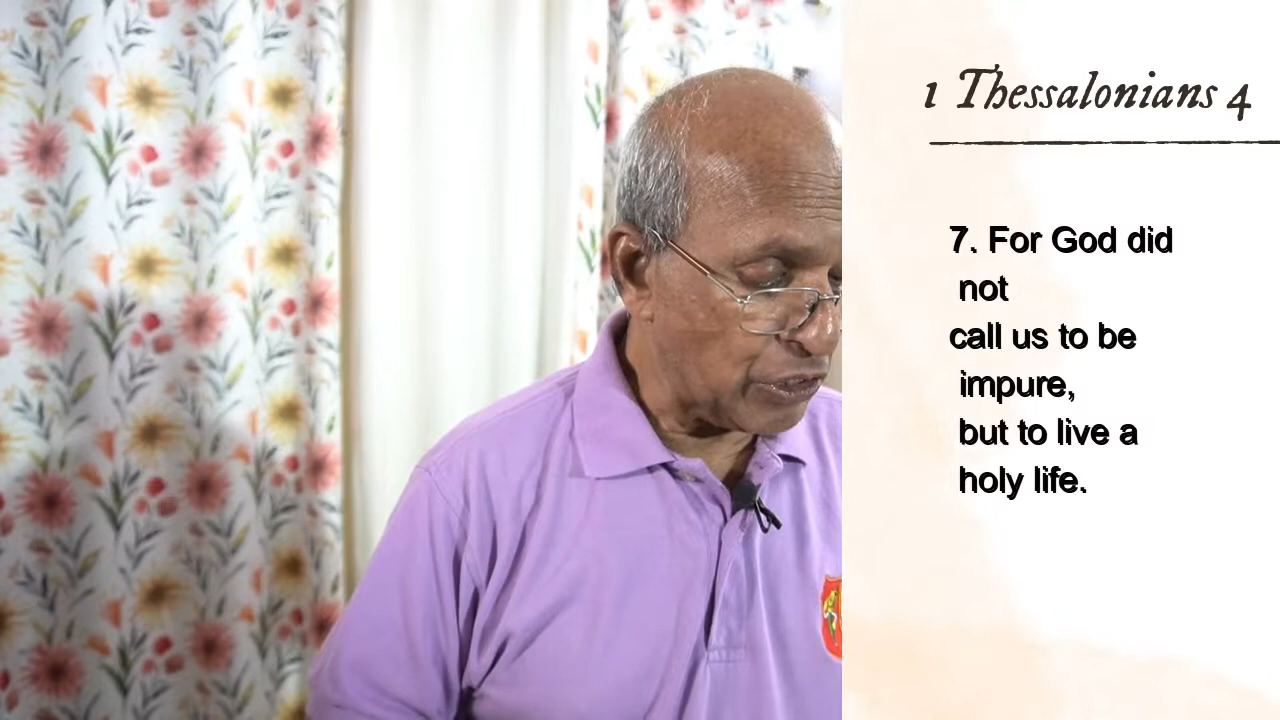 1 Thessalonians 4
7. For God did
not
call us to be
impure,
but to live a
holy life.